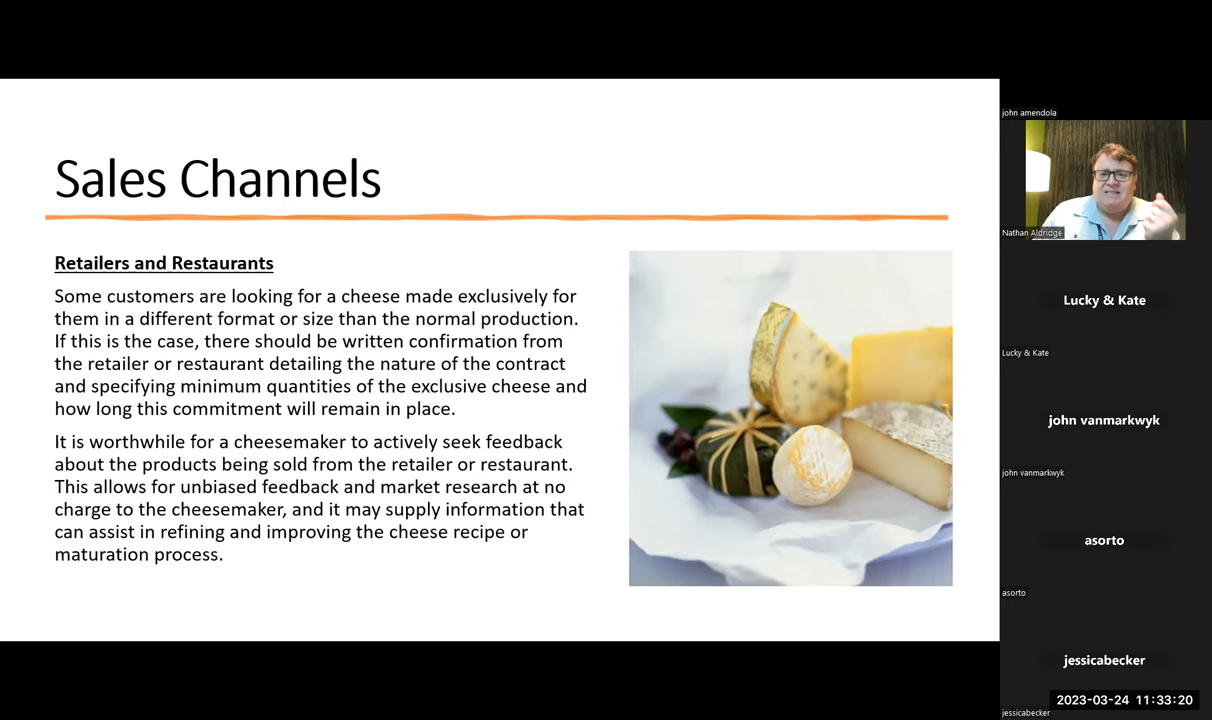 Sales Channels
Retailers and Restaurants
Some customers are looking for a cheese made exclusively for
them in a different format or size than the normal production.
If this is the case, there should be written confirmation from
the retailer or restaurant detailing the nature of the contract
and specifying minimum quantities of the exclusive cheese and
how long this commitment will remain in place.
It is worthwhile for a cheesemaker to actively seek feedback
about the products being sold from the retailer or restaurant.
This allows for unbiased feedback and market research at no
charge to the cheesemaker, and it may supply information that
can assist in refining and improving the cheese recipe or
maturation process.
john amendola
Nathan Aldridge
Lucky & Kate
Lucky & Kate
john vanmarkwyk
john vanmarkwyk
asorto
asorto
jessicabecker
2023-03-24 11:33:20
jessicabecker